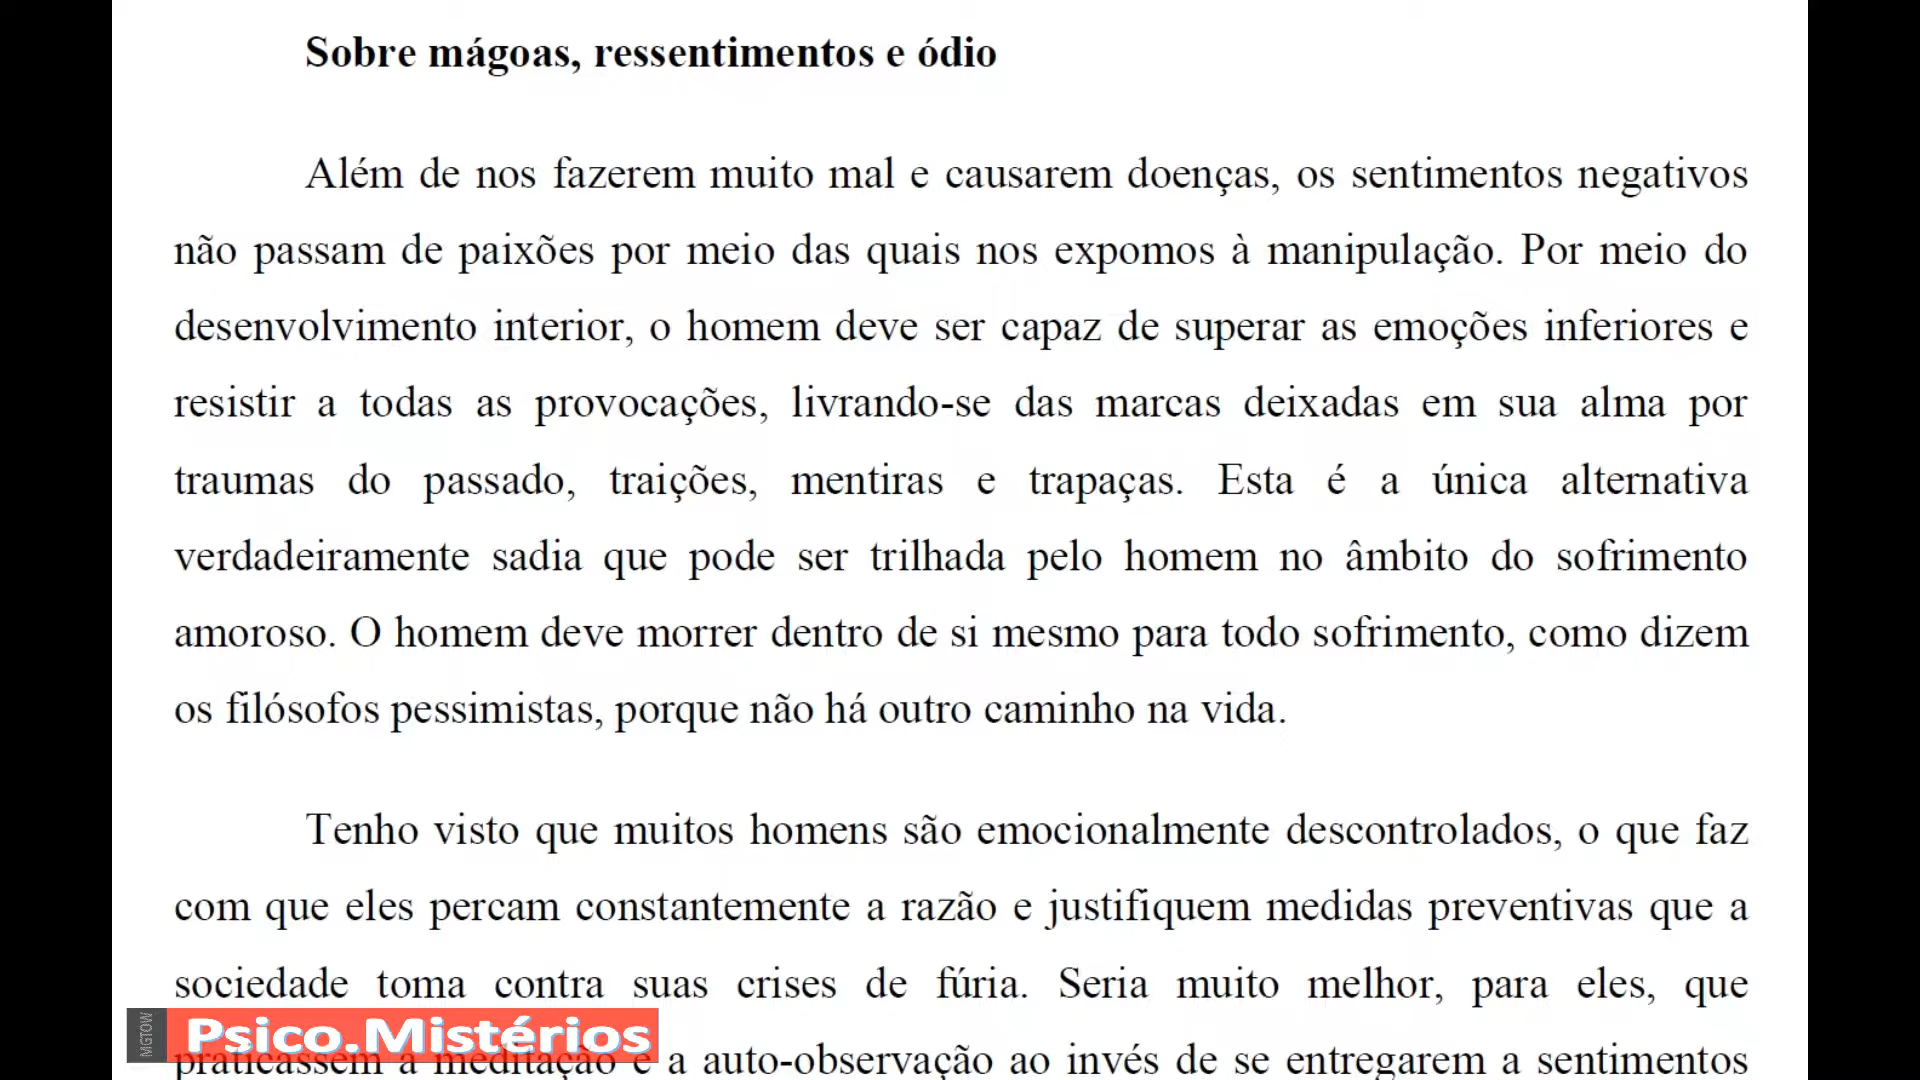 Sobre mágoas, ressentimentos e ódio
Além de nos fazerem muito mal e causarem doenças, os sentimentos negativos
não passam de paixões por meio das quais nos expomos à manipulação. Por meio do
desenvolvimento interior, o homem deve ser capaz de superar as emoções inferiores e
resistir a todas as provocações, livrando-se das marcas deixadas em sua alma por
traumas do passado, traições, mentiras e trapaças. Esta é a única alternativa
verdadeiramente sadia que pode ser trilhada pelo homem no âmbito do sofrimento
amoroso. O homem deve morrer dentro de si mesmo para todo sofrimento, como dizem
os filósofos pessimistas, porque não há outro caminho na vida.
Tenho visto que muitos homens são emocionalmente descontrolados, o que faz
com que eles percam constantemente a razão e justifiquem medidas preventivas que a
sociedade toma contra suas crises de fúria. Seria muito melhor, para eles, que
praticassem a meditação e a auto-observação ao invés de se entregarem a sentimentos
MGTOW
Psico.Mistérios